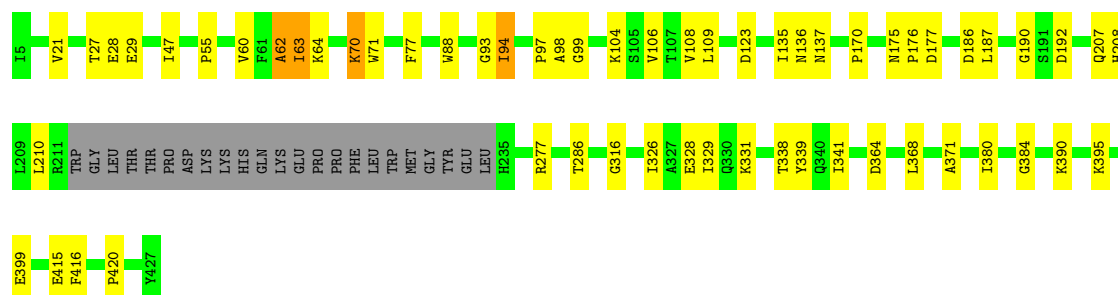 I5 V21 T27 E28 E29 I47 P55 V60 F61 A62 I63 K64 K70 W71 F77 W88 G93 I94 P97 A98 G99 K104 S105 V106 T107 V108 L109 D123 I135 N136 N137 P170 N175 P176 D177 D186 L187 G190 S191 D192 Q207 H208
L209 L210 R211 TRP GLY LEU THR THR PRO ASP LYS LYS HIS GLN LYS GLU PRO PRO PHE LEU TRP MET GLY TYR GLU LEU H235 R277 T286 G316 I326 A327 E328 I329 Q330 K331 T338 Y339 Q340 I341 D364 L368 A371 I380 G384 K390 K395
E399 E415 F416 P420 Y427